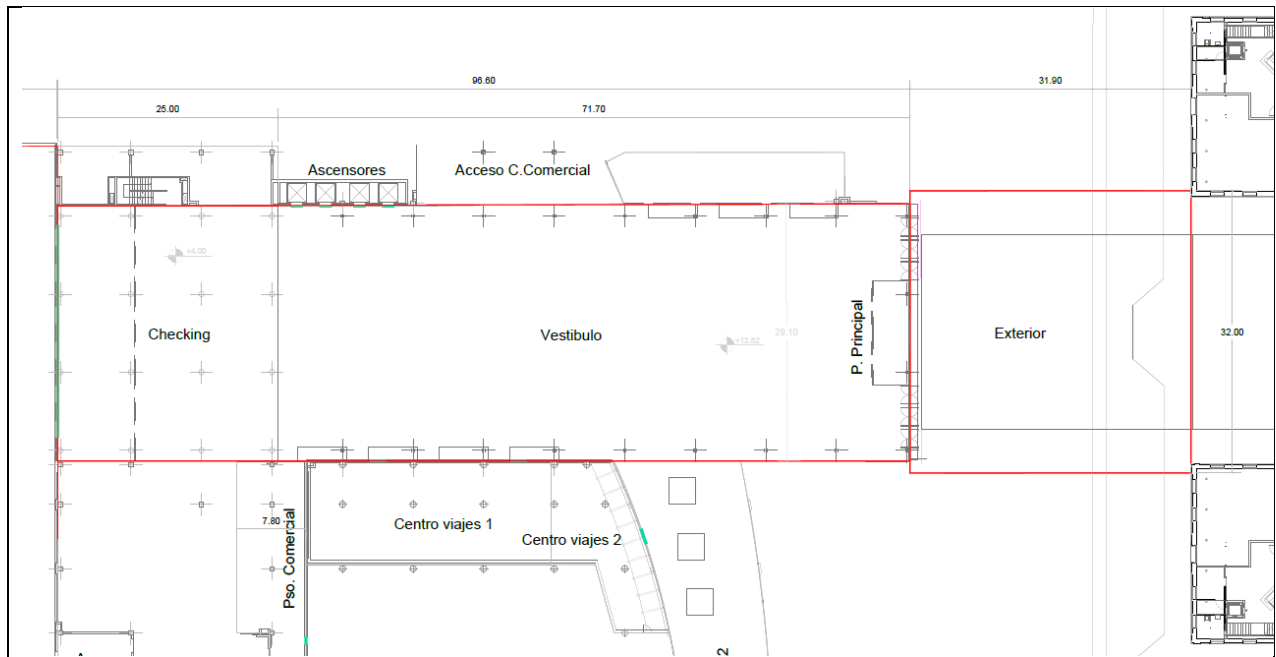 96.60
31.90
25.00
71.70
Ascensores
Acceso C.Comercial
+4.00
Checking
Vestibulo
+12.62
29.10
P. Principal
Exterior
32.00
7.80
Pso. Comercial
Centro viajes 1
Centro viajes 2
2